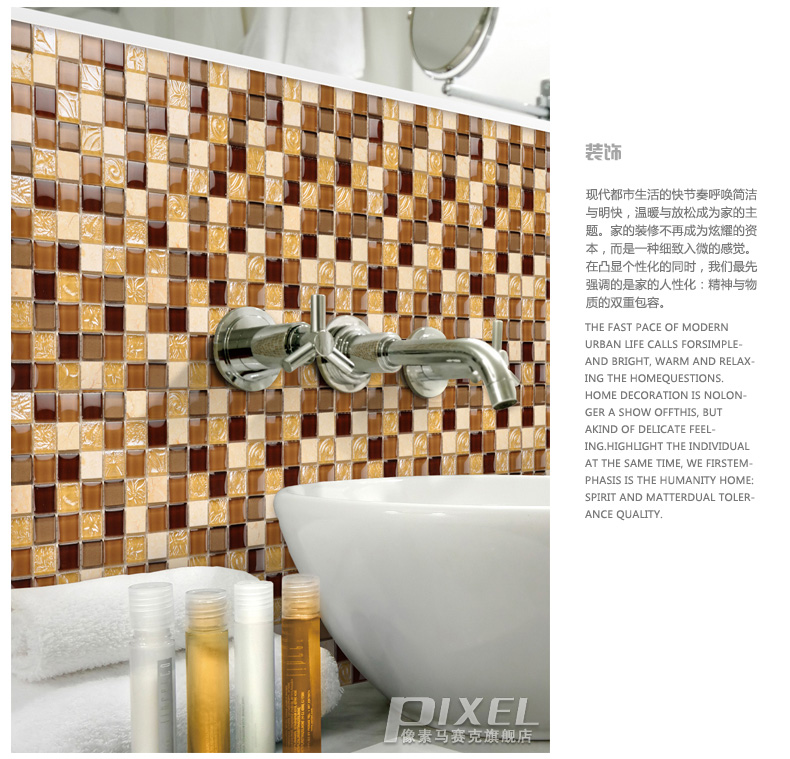 装饰
现代都市生活的快节奏呼唤简洁
与明快，温暖与放松成为家的主
题。家的装修不再成为炫耀的资
本，而是一种细致入微的感觉。
在凸显个性化的同时，我们最先
强调的是家的人性化：精神与物
质的双重包容。
THE FAST PACE OF MODERN
URBAN LIFE CALLS FORSIMPLE-
AND BRIGHT, WARM AND RELAX-
ING THE HOMEQUESTIONS.
HOME DECORATION IS NOLON-
GER A SHOW OFFTHIS, BUT
AKIND OF DELICATE FEEL-
ING.HIGHLIGHT THE INDIVIDUAL
AT THE SAME TIME, WE FIRSTEM-
PHASIS IS THE HUMANITY HOME:
SPIRIT AND MATTERDUAL TOLER-
ANCE QUALITY.
PIXEL
像素马赛克旗舰店